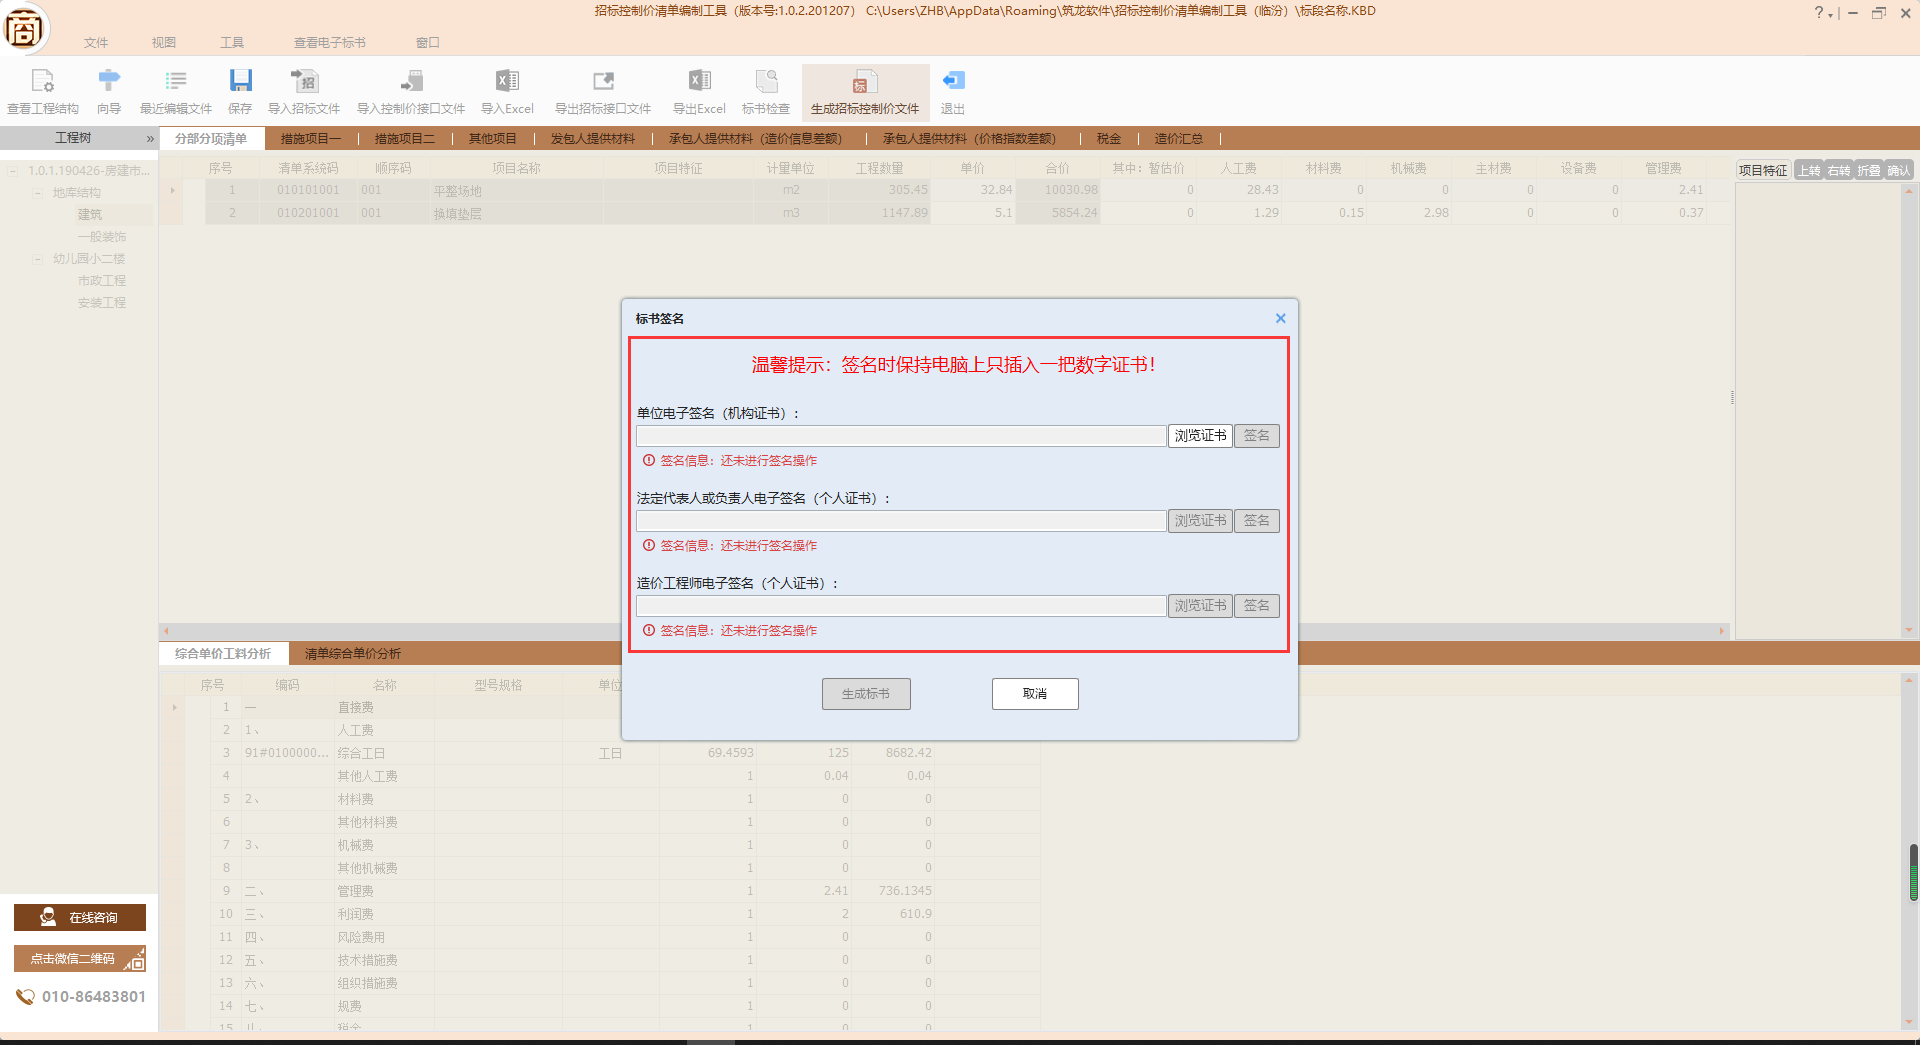 招标控制价清单编制工具（版本号:1.0.2.201207） C:\Users\ZHB\AppData\Roaming\筑龙软件\招标控制价清单编制工具（临汾）\标段名称.KBD
商
文件 视图 工具 查看电子标书 窗口
查看工程结构 向导 最近编辑文件 保存 导入招标文件 导入控制价接口文件 导入Excel 导出招标接口文件 导出Excel 标书检查 生成招标控制价文件 退出
工程树 »
分部分项清单 措施项目一 措施项目二 其他项目 发包人提供材料 承包人提供材料（造价信息差额） 承包人提供材料（价格指数差额） 税金 造价汇总
1.0.1.190426-房建市...
地库结构
建筑
一般装饰
幼儿园小二楼
市政工程
安装工程
序号 清单系统码 顺序码 项目名称 项目特征 计量单位 工程数量 单价 合价 其中：暂估价 人工费 材料费 机械费 主材费 设备费 管理费
1 010101001 001 平整场地 m2 305.45 32.84 10030.98 0 28.43 0 0 0 0 2.41
2 010201001 001 换填垫层 m3 1147.89 5.1 5854.24 0 1.29 0.15 2.98 0 0 0.37
项目特征 上转 右转 折叠 确认
标书签名
温馨提示：签名时保持电脑上只插入一把数字证书！
单位电子签名（机构证书）:
浏览证书 签名
签名信息：还未进行签名操作
法定代表人或负责人电子签名（个人证书）:
浏览证书 签名
签名信息：还未进行签名操作
造价工程师电子签名（个人证书）:
浏览证书 签名
签名信息：还未进行签名操作
生成标书 取消
综合单价工料分析 清单综合单价分析
序号 编码 名称 型号规格 单位
1 一 直接费
2 1、 人工费
3 91#0100000... 综合工日 工日 69.4593 125 8682.42
4 其他人工费 1 0.04 0.04
5 2、 材料费 1 0 0
6 其他材料费 1 0 0
7 3、 机械费 1 0 0
8 其他机械费 1 0 0
9 二、 管理费 1 2.41 736.1345
10 三、 利润费 1 2 610.9
11 四、 风险费用 1 0 0
12 五、 技术措施费 1 0 0
13 六、 组织措施费 1 0 0
14 七、 规费 1 0 0
15 八、 税金 1 0 0
在线咨询
点击微信二维码
010-86483801